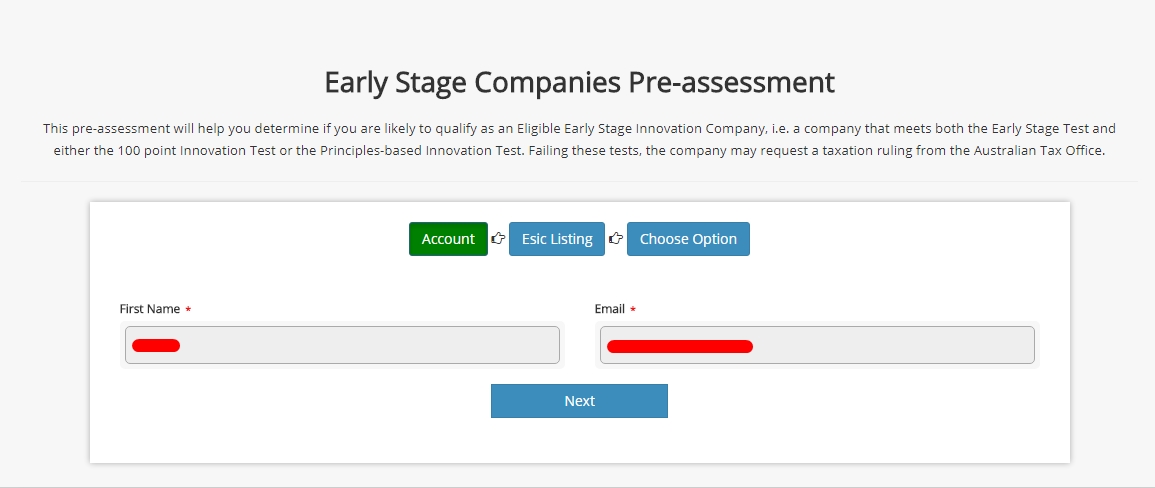 Early Stage Companies Pre-assessment
This pre-assessment will help you determine if you are likely to qualify as an Eligible Early Stage Innovation Company, i.e. a company that meets both the Early Stage Test and
either the 100 point Innovation Test or the Principles-based Innovation Test. Failing these tests, the company may request a taxation ruling from the Australian Tax Office.
Account Esic Listing Choose Option
First Name * Email *
Next